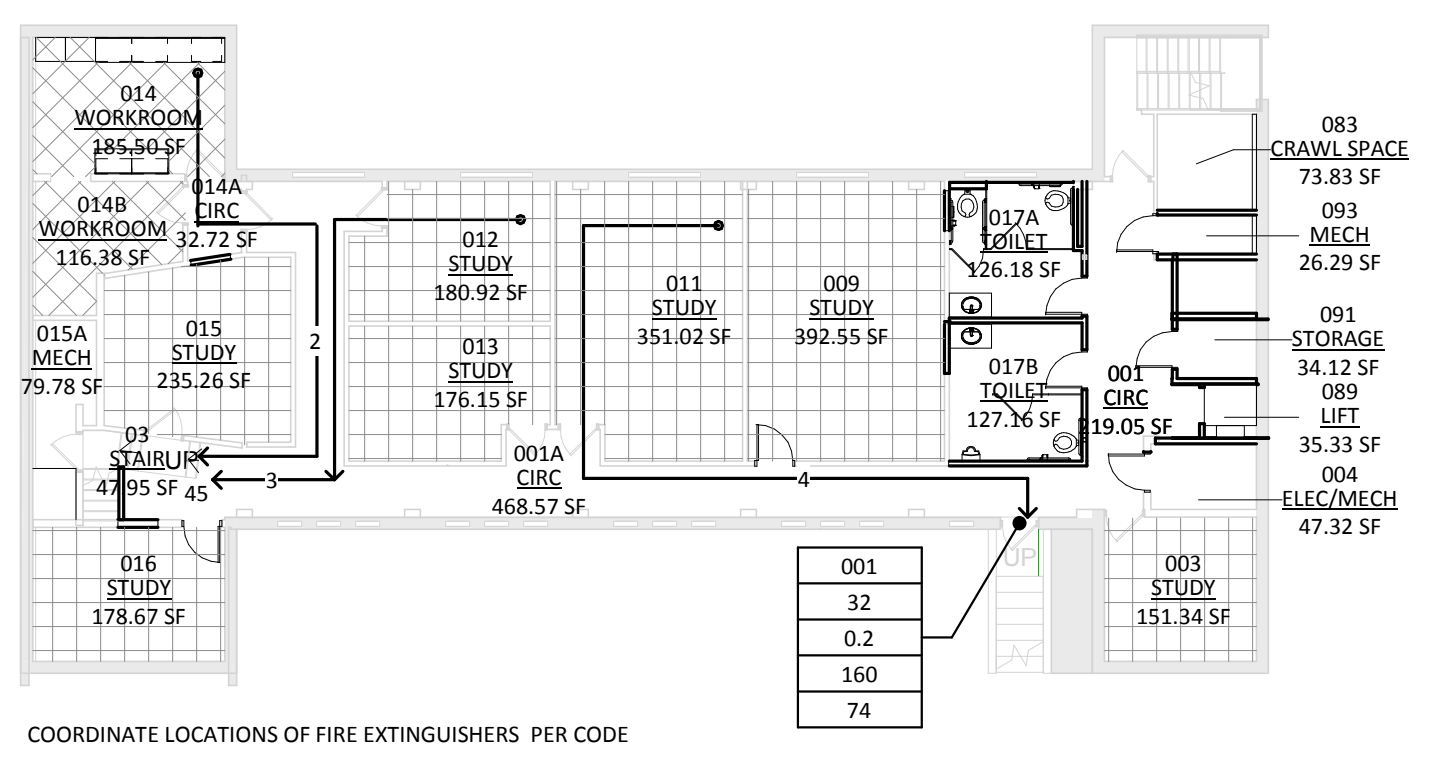 014
WORKROOM
185.50 SF
014A
CIRC
32.72 SF
014B
WORKROOM
116.38 SF
015A
MECH
79.78 SF
015
STUDY
235.26 SF
2
03
STAIR
47.95 SF
UP
45
3
016
STUDY
178.67 SF
012
STUDY
180.92 SF
013
STUDY
176.15 SF
001A
CIRC
468.57 SF
011
STUDY
351.02 SF
009
STUDY
392.55 SF
4
017A
TOILET
126.18 SF
017B
TOILET
127.16 SF
001
CIRC
219.05 SF
083
CRAWL SPACE
73.83 SF
093
MECH
26.29 SF
091
STORAGE
34.12 SF
089
LIFT
35.33 SF
004
ELEC/MECH
47.32 SF
003
STUDY
151.34 SF
UP
001
32
0.2
160
74
COORDINATE LOCATIONS OF FIRE EXTINGUISHERS PER CODE